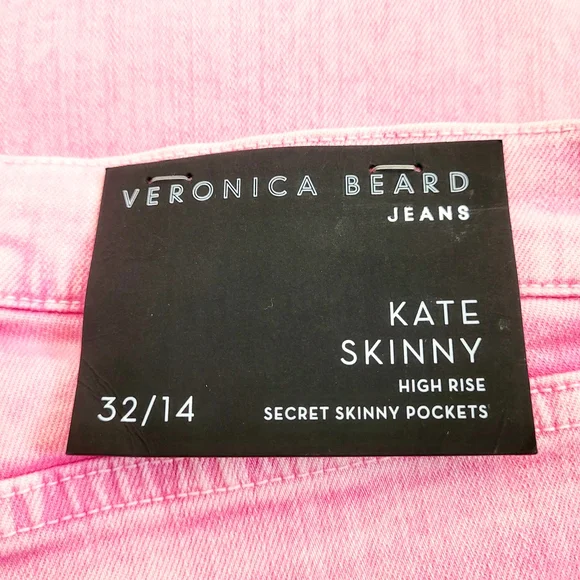 VERONICA BEARD
JEANS
KATE
SKINNY
HIGH RISE
32/14
SECRET SKINNY POCKETS